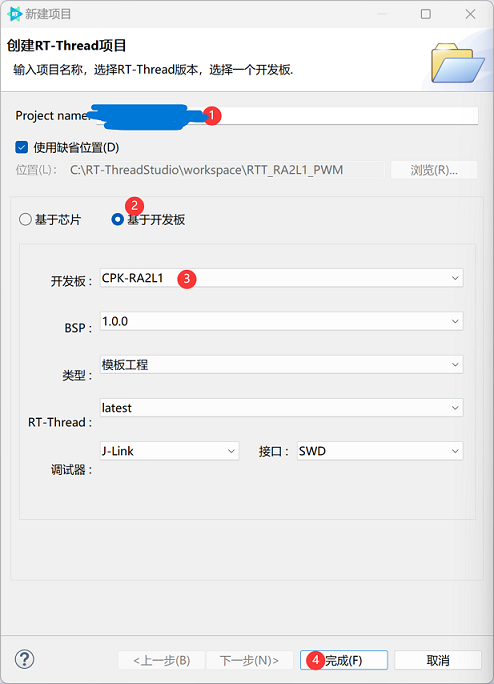 新建项目
创建RT-Thread项目
输入项目名称，选择RT-Thread版本，选择一个开发板.
Project name: 1
使用缺省位置(D)
位置(L)： C:\RT-ThreadStudio\workspace\RTT_RA2L1_PWM 浏览(R)...
2
基于芯片 基于开发板
开发板： CPK-RA2L1 3
BSP： 1.0.0
类型： 模板工程
RT-Thread： latest
调试器： J-Link 接口： SWD
? <上一步(B) 下一步(N)> 4 完成(F) 取消